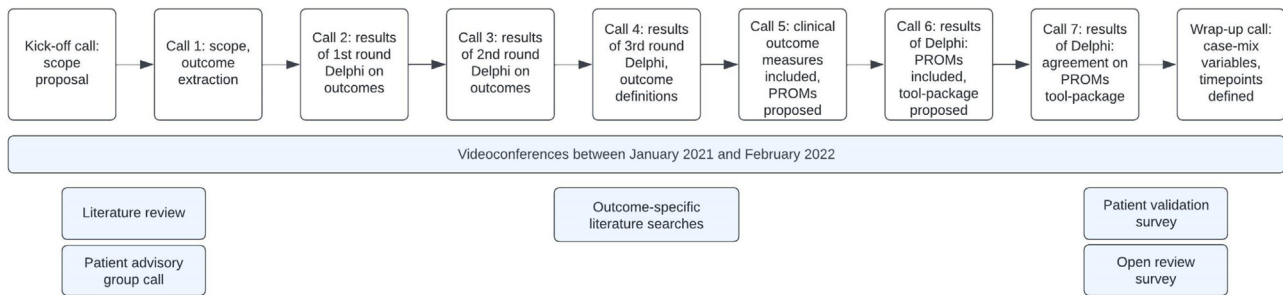 Kick-off call:
scope
proposal
Call 1: scope,
outcome
extraction
Call 2: results
of 1st round
Delphi on
outcomes
Call 3: results
of 2nd round
Delphi on
outcomes
Call 4: results
of 3rd round
Delphi,
outcome
definitions
Call 5: clinical
outcome
measures
included,
PROMs
proposed
Call 6: results
of Delphi:
PROMs
included,
tool-package
proposed
Call 7: results
of Delphi:
agreement on
PROMs
tool-package
Wrap-up call:
case-mix
variables,
timepoints
defined
Videoconferences between January 2021 and February 2022
Literature review
Patient advisory
group call
Outcome-specific
literature searches
Patient validation
survey
Open review
survey